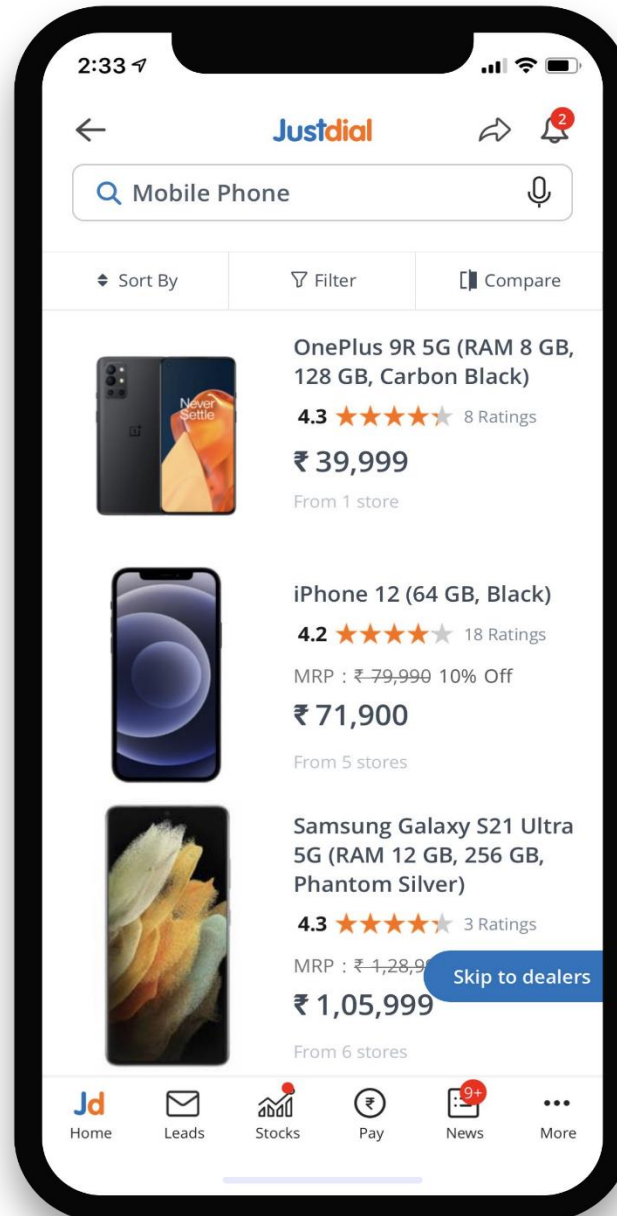 2:33
Justdial
2
Mobile Phone
Sort By
Filter
Compare
OnePlus 9R 5G (RAM 8 GB,
128 GB, Carbon Black)
Never
Settle
4.3 8 Ratings
₹ 39,999
From 1 store
iPhone 12 (64 GB, Black)
4.2 18 Ratings
MRP : ₹ 79,990 10% Off
₹ 71,900
From 5 stores
Samsung Galaxy S21 Ultra
5G (RAM 12 GB, 256 GB,
Phantom Silver)
4.3 3 Ratings
MRP :
Skip to dealers
₹ 1,05,999
From 6 stores
Jd
9+
Home
Leads
Stocks
Pay
News
More